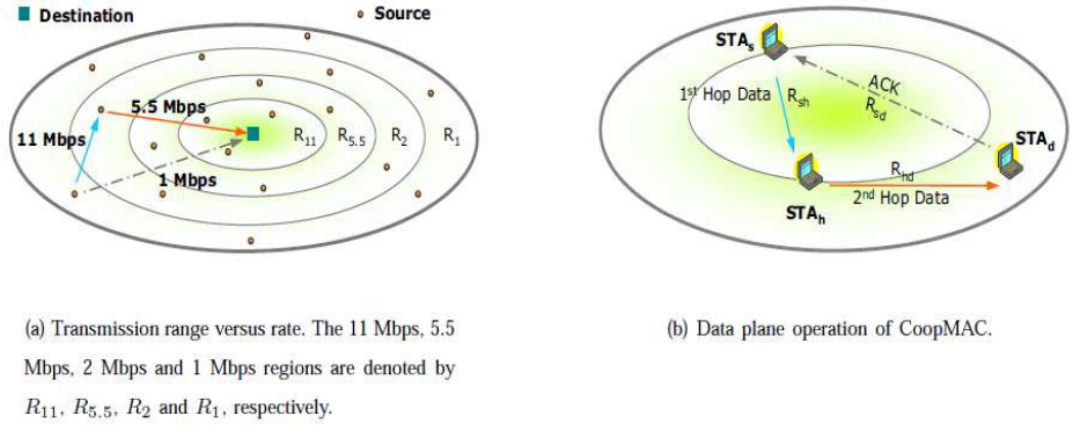 Destination
Source
5.5 Mbps
11 Mbps
1 Mbps
R11
R5.5
R2
R1
(a) Transmission range versus rate. The 11 Mbps, 5.5
Mbps, 2 Mbps and 1 Mbps regions are denoted by
R11, R5.5, R2 and R1, respectively.
STAs
1st Hop Data
Rsh
ACK
Rsd
STAd
Rhd
2nd Hop Data
STAh
(b) Data plane operation of CoopMAC.